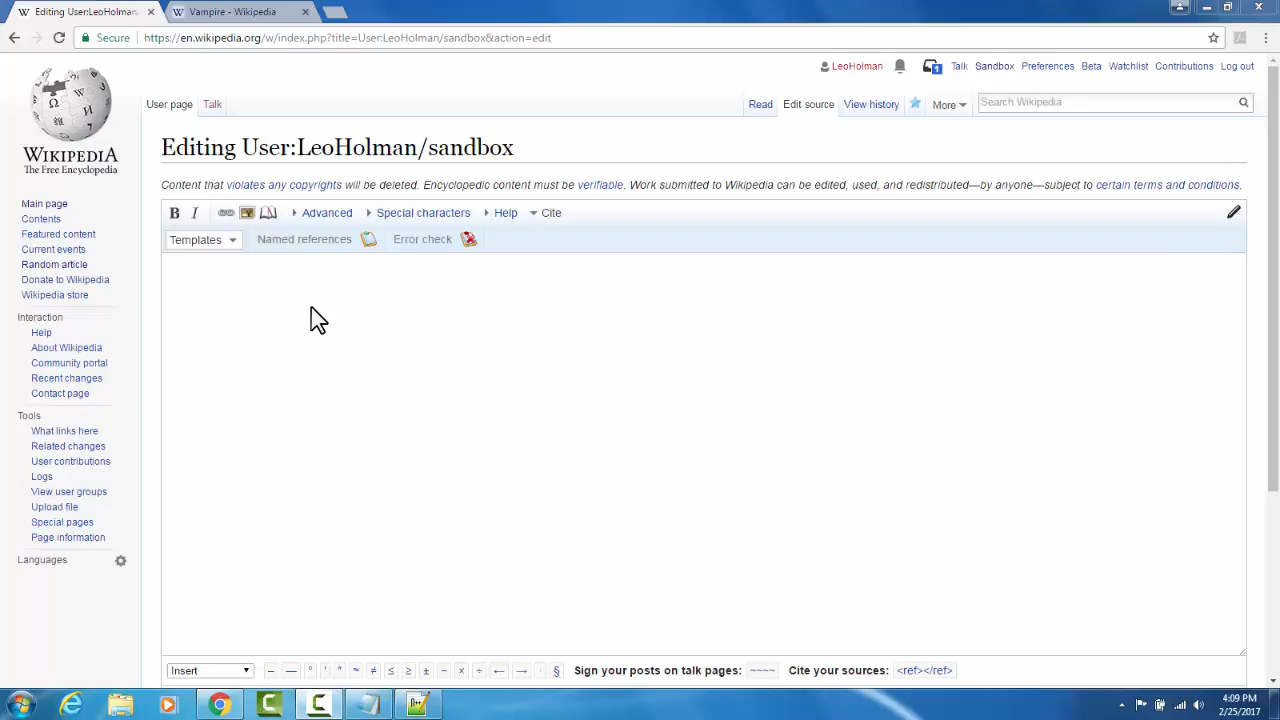 Editing User:LeoHolman
Vampire - Wikipedia
Secure
https://en.wikipedia.org/w/index.php?title=User:LeoHolman/sandbox&action=edit
LeoHolman
1
Talk
Sandbox
Preferences
Beta
Watchlist
Contributions
Log out
User page
Talk
Read
Edit source
View history
More
Search Wikipedia
WIKIPEDIA
The Free Encyclopedia
Editing User:LeoHolman/sandbox
Content that violates any copyrights will be deleted. Encyclopedic content must be verifiable. Work submitted to Wikipedia can be edited, used, and redistributed—by anyone—subject to certain terms and conditions.
B I Advanced Special characters Help Cite
Templates Named references Error check
Main page
Contents
Featured content
Current events
Random article
Donate to Wikipedia
Wikipedia store
Interaction
Help
About Wikipedia
Community portal
Recent changes
Contact page
Tools
What links here
Related changes
User contributions
Logs
View user groups
Upload file
Special pages
Page information
Languages
Insert – — ° ′ ″ ≈ ≠ ≤ ≥ ± − × ÷ ← → · § Sign your posts on talk pages: ~~~~ Cite your sources: <ref></ref>
4:09 PM
2/25/2017